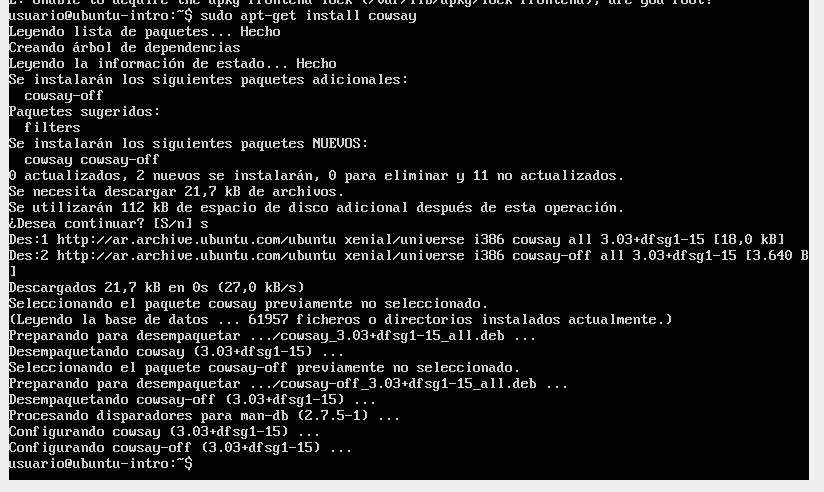 E: Unable to acquire the dpkg frontend lock (/var/lib/dpkg/lock-frontend), are you root?
usuario@ubuntu-intro:~$ sudo apt-get install cowsay
Leyendo lista de paquetes... Hecho
Creando árbol de dependencias
Leyendo la información de estado... Hecho
Se instalarán los siguientes paquetes adicionales:
  cowsay-off
Paquetes sugeridos:
  filters
Se instalarán los siguientes paquetes NUEVOS:
  cowsay cowsay-off
0 actualizados, 2 nuevos se instalarán, 0 para eliminar y 11 no actualizados.
Se necesita descargar 21,7 kB de archivos.
Se utilizarán 112 kB de espacio de disco adicional después de esta operación.
¿Desea continuar? [S/n] s
Des:1 http://ar.archive.ubuntu.com/ubuntu xenial/universe i386 cowsay all 3.03+dfsg1-15 [18,0 kB]
Des:2 http://ar.archive.ubuntu.com/ubuntu xenial/universe i386 cowsay-off all 3.03+dfsg1-15 [3.640 B
]
Descargados 21,7 kB en 0s (27,0 kB/s)
Seleccionando el paquete cowsay previamente no seleccionado.
(Leyendo la base de datos ... 61957 ficheros o directorios instalados actualmente.)
Preparando para desempaquetar .../cowsay_3.03+dfsg1-15_all.deb ...
Desempaquetando cowsay (3.03+dfsg1-15) ...
Seleccionando el paquete cowsay-off previamente no seleccionado.
Preparando para desempaquetar .../cowsay-off_3.03+dfsg1-15_all.deb ...
Desempaquetando cowsay-off (3.03+dfsg1-15) ...
Procesando disparadores para man-db (2.7.5-1) ...
Configurando cowsay (3.03+dfsg1-15) ...
Configurando cowsay-off (3.03+dfsg1-15) ...
usuario@ubuntu-intro:~$